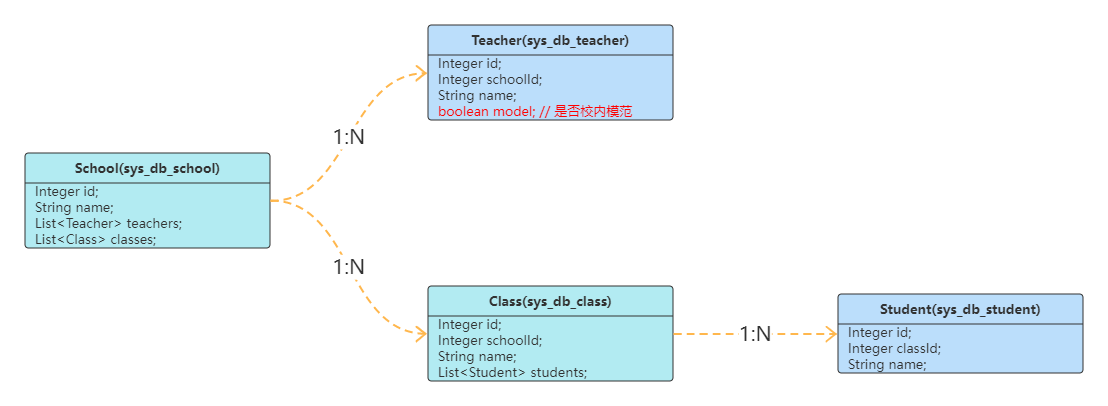 Teacher(sys_db_teacher)
Integer id;
Integer schoolId;
String name;
boolean model; // 是否校内模范
1:N
School(sys_db_school)
Integer id;
String name;
List<Teacher> teachers;
List<Class> classes;
1:N
Class(sys_db_class)
Integer id;
Integer schoolId;
String name;
List<Student> students;
1:N
Student(sys_db_student)
Integer id;
Integer classId;
String name;